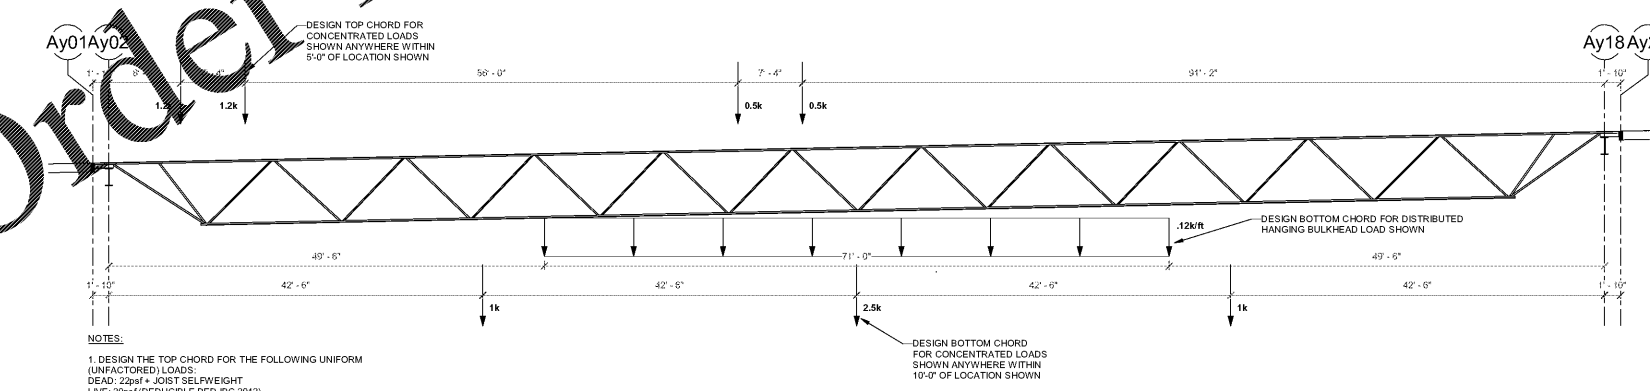 Order
Ay01 Ay02
Ay18
DESIGN TOP CHORD FOR
CONCENTRATED LOADS
SHOWN ANYWHERE WITHIN
5'-0" OF LOCATION SHOWN
7' - 4" 91' - 2" 1' - 10"
1.2k 0.5k 0.5k
.12k/ft
DESIGN BOTTOM CHORD FOR DISTRIBUTED
HANGING BULKHEAD LOAD SHOWN
49' - 6" 71' - 0" 49' - 6"
1' - 10" 42' - 6" 42' - 6" 42' - 6" 42' - 6" 1' - 10"
1k 2.5k 1k
DESIGN BOTTOM CHORD
FOR CONCENTRATED LOADS
SHOWN ANYWHERE WITHIN
10'-0" OF LOCATION SHOWN
NOTES:
1. DESIGN THE TOP CHORD FOR THE FOLLOWING UNIFORM
(UNFACTORED) LOADS:
DEAD: 22psf + JOIST SELFWEIGHT